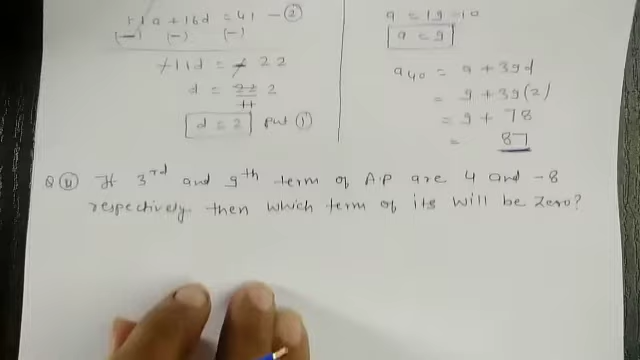 a + 16d = 41 — ②
(—) (—) (—)
-11d = -22
d = 22/11 2
d = 2 put ①
a = 19 - 10
a = 9
a40 = a + 39d
= 9 + 39(2)
= 9 + 78
= 87
Q ⑪ If 3rd and 9th term of A.P are 4 and -8
respectively then which term of its will be zero?